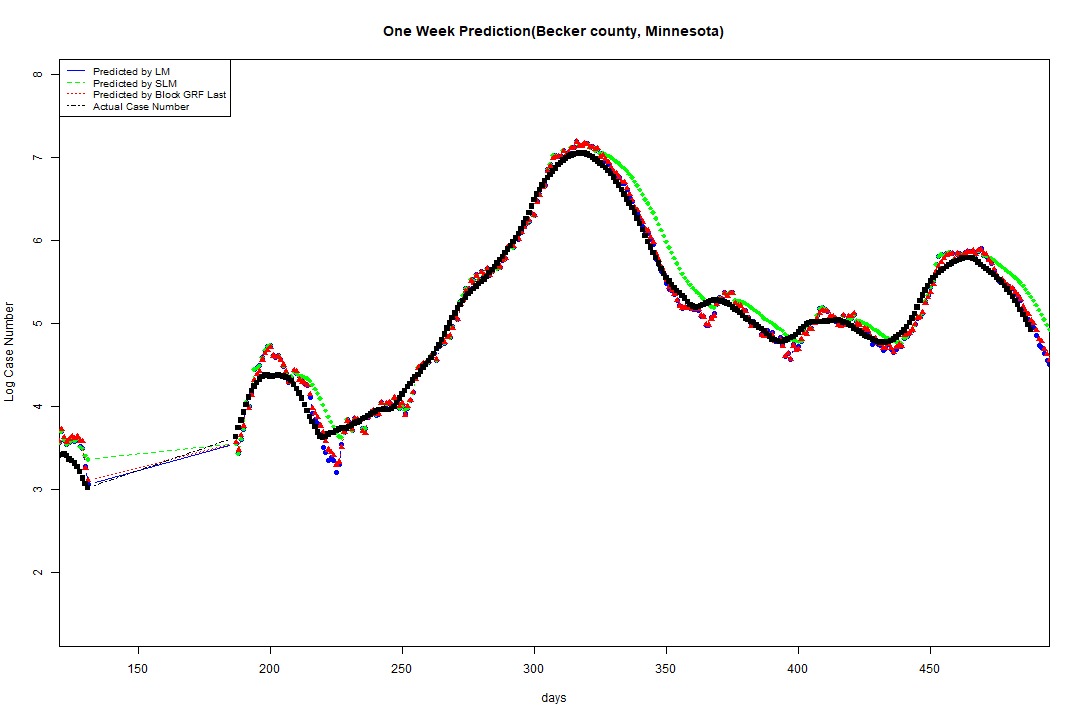 One Week Prediction(Becker county, Minnesota)
Predicted by LM
Predicted by SLM
Predicted by Block GRF Last
Actual Case Number
8
7
6
5
4
3
2
Log Case Number
150 200 250 300 350 400 450
days